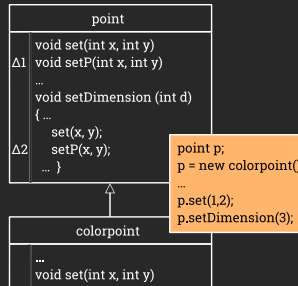 point
void set(int x, int y)
Δ1 void setP(int x, int y)
...
void setDimension (int d)
{ ...
set(x, y);
Δ2 setP(x, y);
... }
point p;
p = new colorpoint()
...
p.set(1,2);
p.setDimension(3);
colorpoint
...
void set(int x, int y)